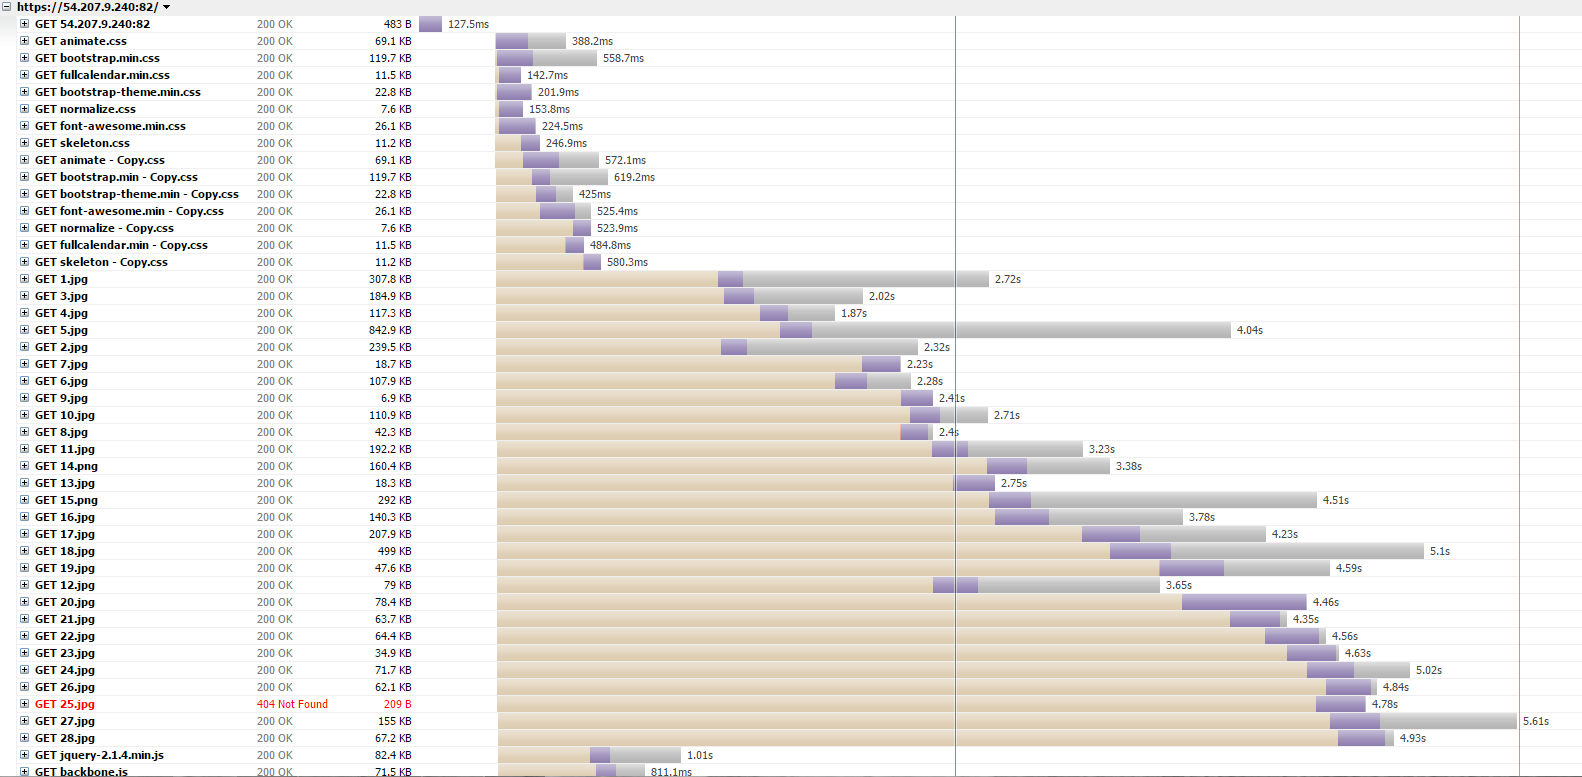 https://54.207.9.240:82/
GET 54.207.9.240:82 200 OK 483 B 127.5ms
GET animate.css 200 OK 69.1 KB 388.2ms
GET bootstrap.min.css 200 OK 119.7 KB 558.7ms
GET fullcalendar.min.css 200 OK 11.5 KB 142.7ms
GET bootstrap-theme.min.css 200 OK 22.8 KB 201.9ms
GET normalize.css 200 OK 7.6 KB 153.8ms
GET font-awesome.min.css 200 OK 26.1 KB 224.5ms
GET skeleton.css 200 OK 11.2 KB 246.9ms
GET animate - Copy.css 200 OK 69.1 KB 572.1ms
GET bootstrap.min - Copy.css 200 OK 119.7 KB 619.2ms
GET bootstrap-theme.min - Copy.css 200 OK 22.8 KB 425ms
GET font-awesome.min - Copy.css 200 OK 26.1 KB 525.4ms
GET normalize - Copy.css 200 OK 7.6 KB 523.9ms
GET fullcalendar.min - Copy.css 200 OK 11.5 KB 484.8ms
GET skeleton - Copy.css 200 OK 11.2 KB 580.3ms
GET 1.jpg 200 OK 307.8 KB 2.72s
GET 3.jpg 200 OK 184.9 KB 2.02s
GET 4.jpg 200 OK 117.3 KB 1.87s
GET 5.jpg 200 OK 842.9 KB 4.04s
GET 2.jpg 200 OK 239.5 KB 2.32s
GET 7.jpg 200 OK 18.7 KB 2.23s
GET 6.jpg 200 OK 107.9 KB 2.28s
GET 9.jpg 200 OK 6.9 KB 2.41s
GET 10.jpg 200 OK 110.9 KB 2.71s
GET 8.jpg 200 OK 42.3 KB 2.4s
GET 11.jpg 200 OK 192.2 KB 3.23s
GET 14.png 200 OK 160.4 KB 3.38s
GET 13.jpg 200 OK 18.3 KB 2.75s
GET 15.png 200 OK 292 KB 4.51s
GET 16.jpg 200 OK 140.3 KB 3.78s
GET 17.jpg 200 OK 207.9 KB 4.23s
GET 18.jpg 200 OK 499 KB 5.1s
GET 19.jpg 200 OK 47.6 KB 4.59s
GET 12.jpg 200 OK 79 KB 3.65s
GET 20.jpg 200 OK 78.4 KB 4.46s
GET 21.jpg 200 OK 63.7 KB 4.35s
GET 22.jpg 200 OK 64.4 KB 4.56s
GET 23.jpg 200 OK 34.9 KB 4.63s
GET 24.jpg 200 OK 71.7 KB 5.02s
GET 26.jpg 200 OK 62.1 KB 4.84s
GET 25.jpg 404 Not Found 209 B 4.78s
GET 27.jpg 200 OK 155 KB 5.61s
GET 28.jpg 200 OK 67.2 KB 4.93s
GET jquery-2.1.4.min.js 200 OK 82.4 KB 1.01s
GET backbone.js 200 OK 71.5 KB 811.1ms